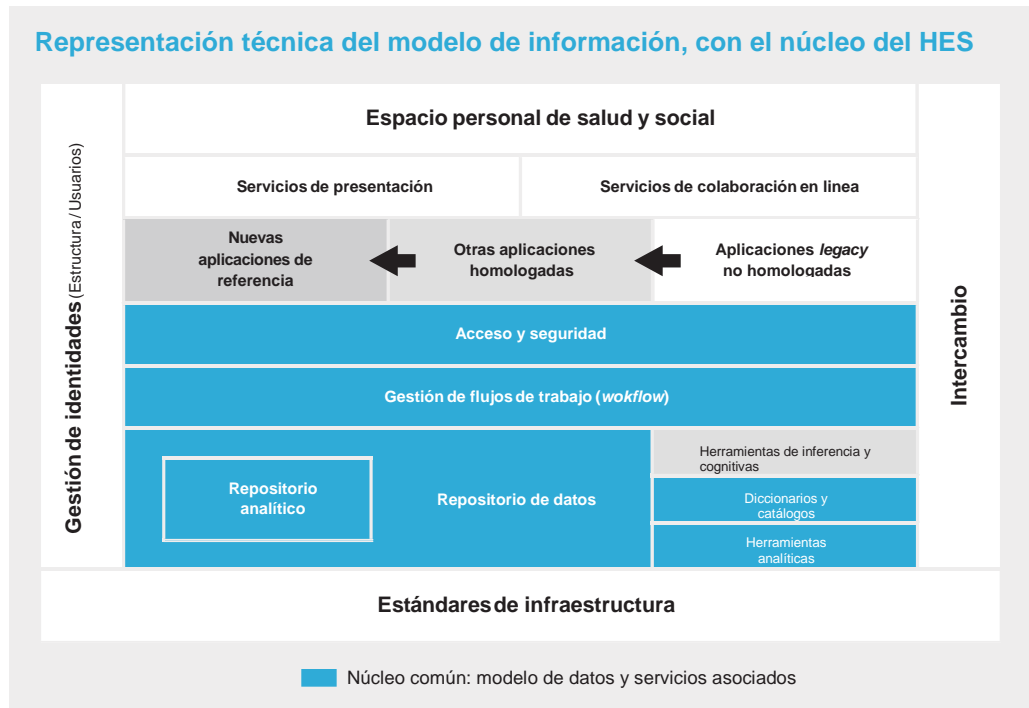 Representación técnica del modelo de información, con el núcleo del HES
Gestión de identidades (Estructura / Usuarios)
Espacio personal de salud y social
Servicios de presentación
Servicios de colaboración en linea
Nuevas
aplicaciones de
referencia
Otras aplicaciones
homologadas
Aplicaciones legacy
no homologadas
Acceso y seguridad
Gestión de flujos de trabajo (wokflow)
Repositorio
analítico
Repositorio de datos
Herramientas de inferencia y
cognitivas
Diccionarios y
catálogos
Herramientas
analíticas
Intercambio
Estándares de infraestructura
Núcleo común: modelo de datos y servicios asociados